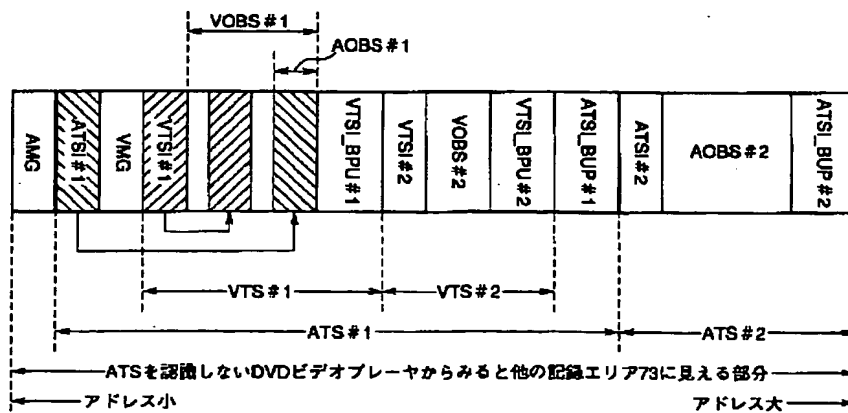 VOBS#1
AOBS#1
AMG
ATSI#1
VMG
VTSI#1
VTSI_BPU#1
VTSI#2
VOBS#2
VTSI_BPU#2
ATSI_BUP#1
ATSI#2
AOBS#2
ATSI_BUP#2
VTS#1
VTS#2
ATS#1
ATS#2
ATSを認識しないDVDビデオプレーヤからみると他の記録エリア73に見える部分
アドレス小
アドレス大